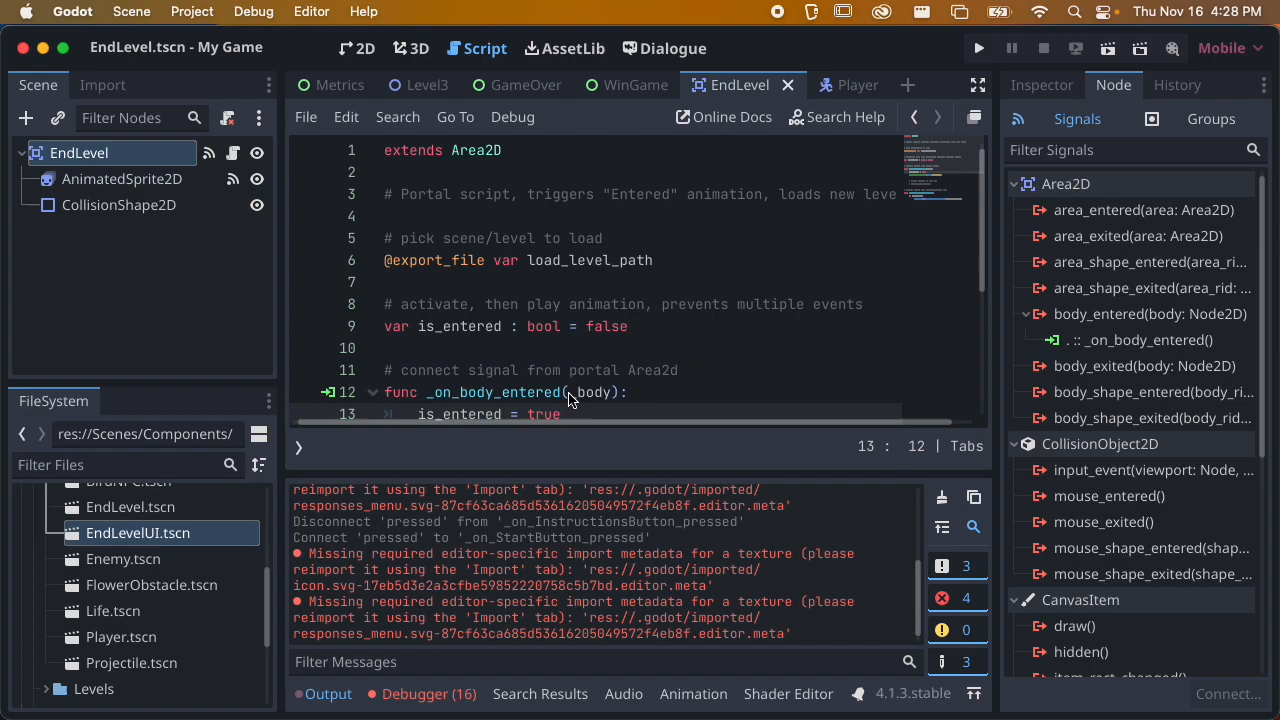 Godot Scene Project Debug Editor Help Thu Nov 16 4:28 PM
EndLevel.tscn - My Game 2D 3D Script AssetLib Dialogue Mobile
Scene Import
Filter Nodes
EndLevel
AnimatedSprite2D
CollisionShape2D
FileSystem
res://Scenes/Components/
Filter Files
EndLevel.tscn
EndLevelUI.tscn
Enemy.tscn
FlowerObstacle.tscn
Life.tscn
Player.tscn
Projectile.tscn
Levels
Metrics Level3 GameOver WinGame EndLevel Player
File Edit Search Go To Debug Online Docs Search Help
1 extends Area2D
2
3 # Portal script, triggers "Entered" animation, loads new leve
4
5 # pick scene/level to load
6 @export_file var load_level_path
7
8 # activate, then play animation, prevents multiple events
9 var is_entered : bool = false
10
11 # connect signal from portal Area2d
12 func _on_body_entered(_body):
13 is_entered = true
13 : 12 | Tabs
reimport it using the 'Import' tab): 'res://.godot/imported/
responses_menu.svg-87cf63ca685d53616205049572f4eb8f.editor.meta'
Disconnect 'pressed' from '_on_InstructionsButton_pressed'
Connect 'pressed' to '_on_StartButton_pressed'
Missing required editor-specific import metadata for a texture (please
reimport it using the 'Import' tab): 'res://.godot/imported/
icon.svg-17eb5d3e2a3cfbe59852220758c5b7bd.editor.meta'
Missing required editor-specific import metadata for a texture (please
reimport it using the 'Import' tab): 'res://.godot/imported/
responses_menu.svg-87cf63ca685d53616205049572f4eb8f.editor.meta'
3
4
0
3
Filter Messages
Output Debugger (16) Search Results Audio Animation Shader Editor 4.1.3.stable
Inspector Node History
Signals Groups
Filter Signals
Area2D
area_entered(area: Area2D)
area_exited(area: Area2D)
area_shape_entered(area_ri...
area_shape_exited(area_rid: ...
body_entered(body: Node2D)
. :: _on_body_entered()
body_exited(body: Node2D)
body_shape_entered(body_ri...
body_shape_exited(body_rid...
CollisionObject2D
input_event(viewport: Node, ...
mouse_entered()
mouse_exited()
mouse_shape_entered(shap...
mouse_shape_exited(shape_...
CanvasItem
draw()
hidden()
Connect...